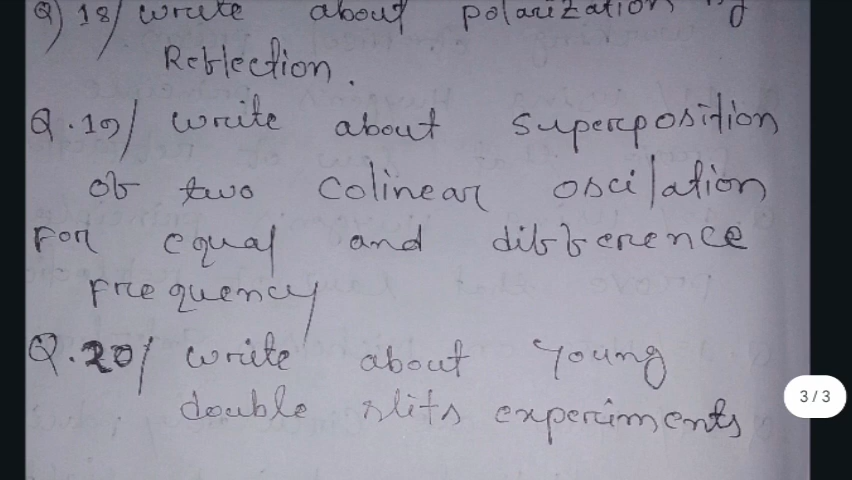 Q) 18/ write about polarization by
Reflection.
Q.19/ write about superposition
of two colinear oscilation
For equal and difference
frequency
Q.20/ write about Young
double slits experiments
3/3